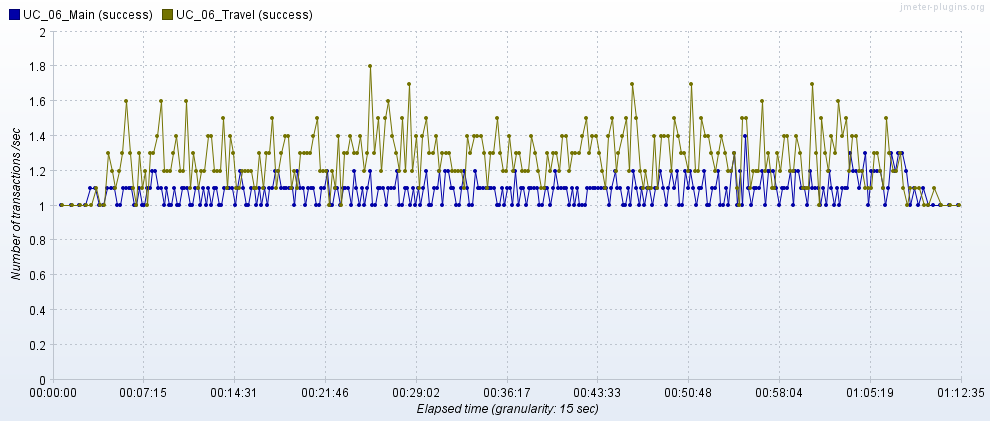 UC_06_Main (success) UC_06_Travel (success)
jmeter-plugins.org
Number of transactions /sec
2
1.8
1.6
1.4
1.2
1
0.8
0.6
0.4
0.2
0
00:00:00 00:07:15 00:14:31 00:21:46 00:29:02 00:36:17 00:43:33 00:50:48 00:58:04 01:05:19 01:12:35
Elapsed time (granularity: 15 sec)